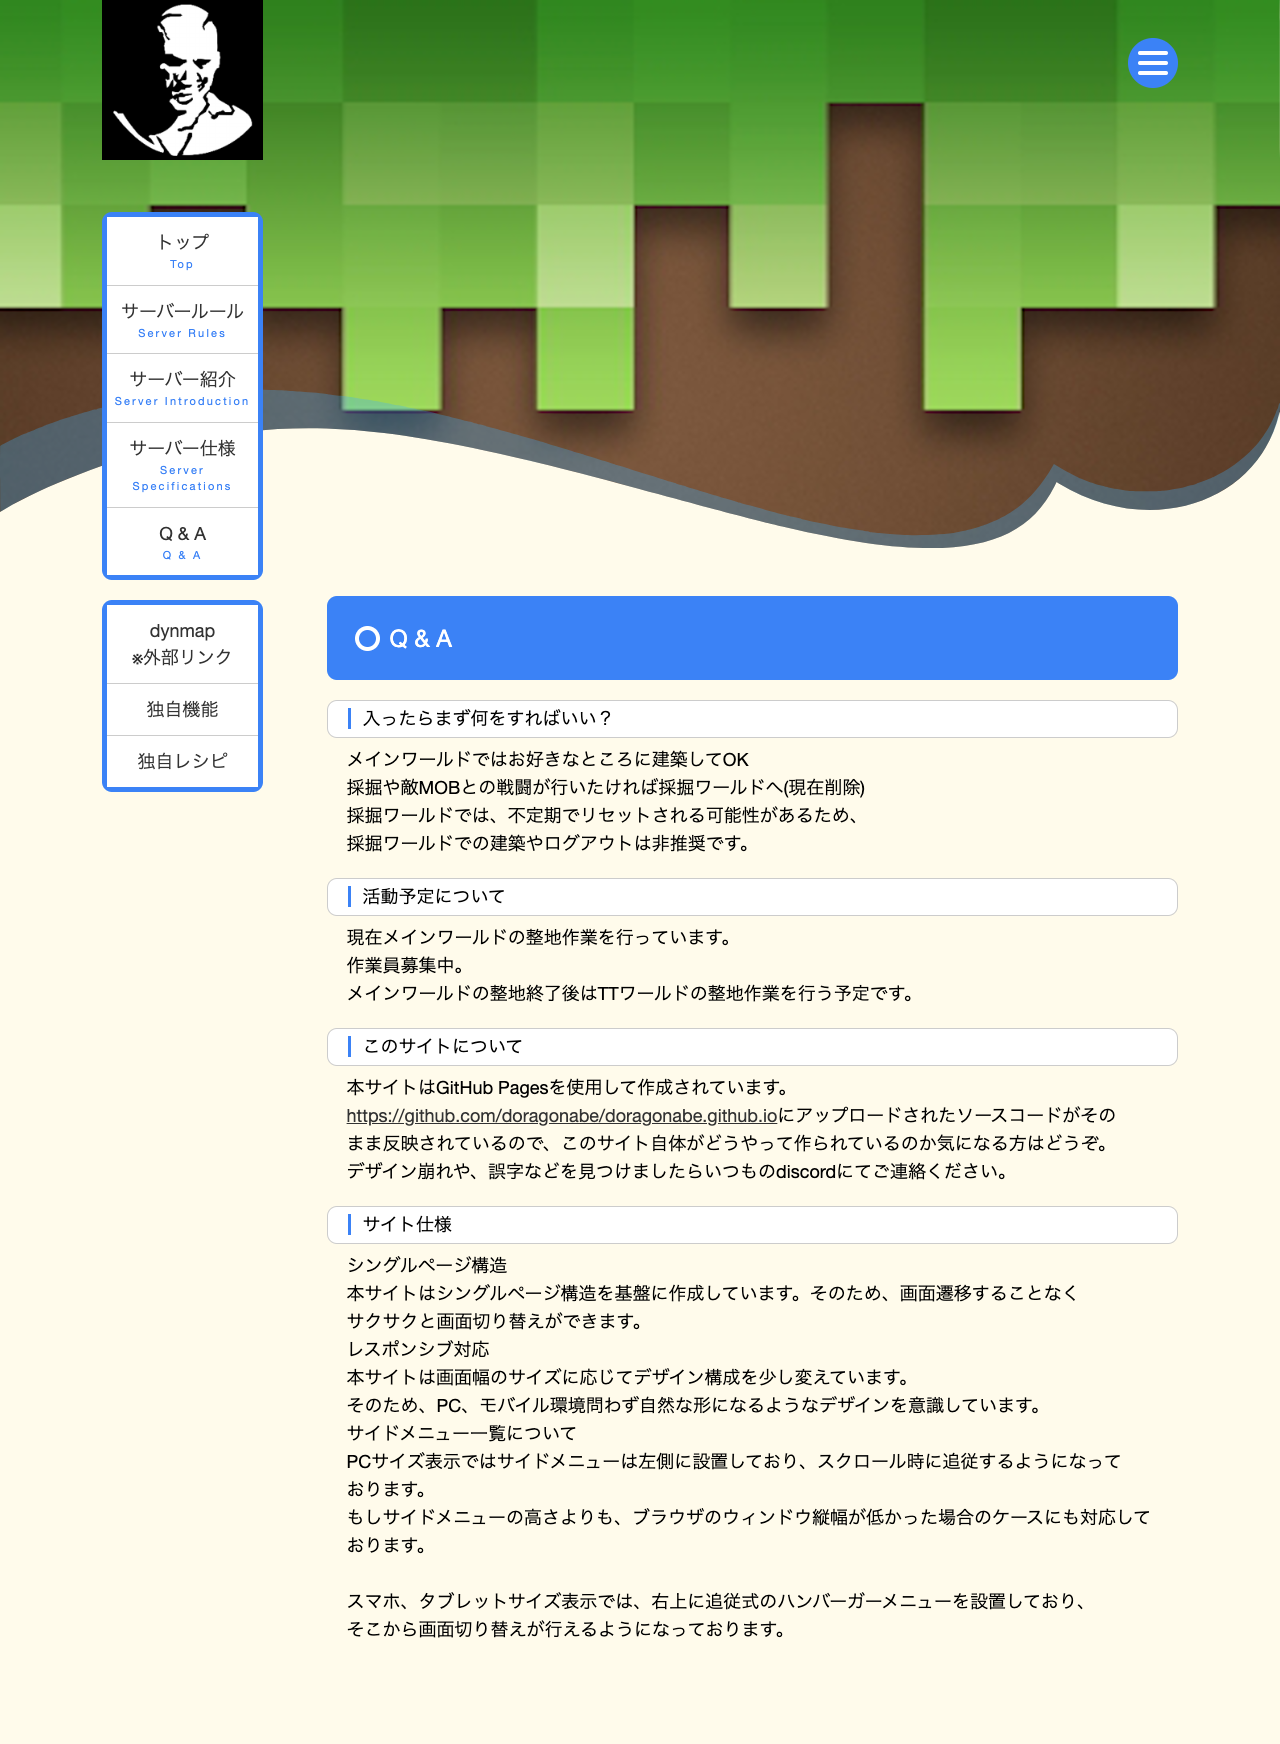 トップ
Top
サーバールール
Server Rules
サーバー紹介
Server Introduction
サーバー仕様
Server
Specifications
Q & A
Q & A
dynmap
※外部リンク
独自機能
独自レシピ
Q & A
入ったらまず何をすればいい？
メインワールドではお好きなところに建築してOK
採掘や敵MOBとの戦闘が行いたければ採掘ワールドへ(現在削除)
採掘ワールドでは、不定期でリセットされる可能性があるため、
採掘ワールドでの建築やログアウトは非推奨です。
活動予定について
現在メインワールドの整地作業を行っています。
作業員募集中。
メインワールドの整地終了後はTTワールドの整地作業を行う予定です。
このサイトについて
本サイトはGitHub Pagesを使用して作成されています。
https://github.com/doragonabe/doragonabe.github.ioにアップロードされたソースコードがその
まま反映されているので、このサイト自体がどうやって作られているのか気になる方はどうぞ。
デザイン崩れや、誤字などを見つけましたらいつものdiscordにてご連絡ください。
サイト仕様
シングルページ構造
本サイトはシングルページ構造を基盤に作成しています。そのため、画面遷移することなく
サクサクと画面切り替えができます。
レスポンシブ対応
本サイトは画面幅のサイズに応じてデザイン構成を少し変えています。
そのため、PC、モバイル環境問わず自然な形になるようなデザインを意識しています。
サイドメニュー一覧について
PCサイズ表示ではサイドメニューは左側に設置しており、スクロール時に追従するようになって
おります。
もしサイドメニューの高さよりも、ブラウザのウィンドウ縦幅が低かった場合のケースにも対応して
おります。
スマホ、タブレットサイズ表示では、右上に追従式のハンバーガーメニューを設置しており、
そこから画面切り替えが行えるようになっております。